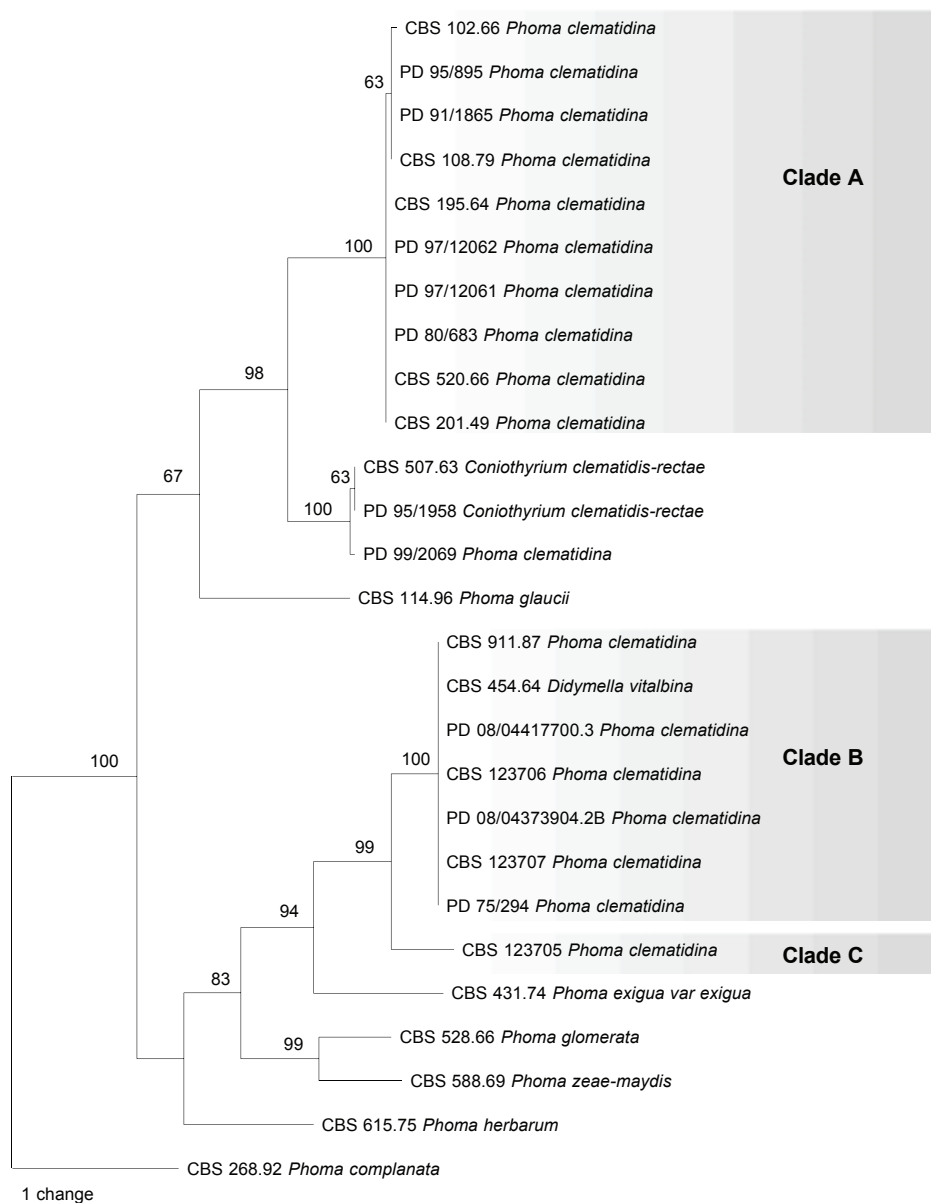 CBS 102.66 Phoma clematidina
PD 95/895 Phoma clematidina
63
PD 91/1865 Phoma clematidina
CBS 108.79 Phoma clematidina
Clade A
CBS 195.64 Phoma clematidina
100
PD 97/12062 Phoma clematidina
PD 97/12061 Phoma clematidina
PD 80/683 Phoma clematidina
98
CBS 520.66 Phoma clematidina
CBS 201.49 Phoma clematidina
67
63
CBS 507.63 Coniothyrium clematidis-rectae
100
PD 95/1958 Coniothyrium clematidis-rectae
PD 99/2069 Phoma clematidina
CBS 114.96 Phoma glaucii
CBS 911.87 Phoma clematidina
CBS 454.64 Didymella vitalbina
PD 08/04417700.3 Phoma clematidina
Clade B
100
100
CBS 123706 Phoma clematidina
PD 08/04373904.2B Phoma clematidina
99
CBS 123707 Phoma clematidina
PD 75/294 Phoma clematidina
94
CBS 123705 Phoma clematidina
Clade C
83
CBS 431.74 Phoma exigua var exigua
99
CBS 528.66 Phoma glomerata
CBS 588.69 Phoma zeae-maydis
CBS 615.75 Phoma herbarum
CBS 268.92 Phoma complanata
1 change